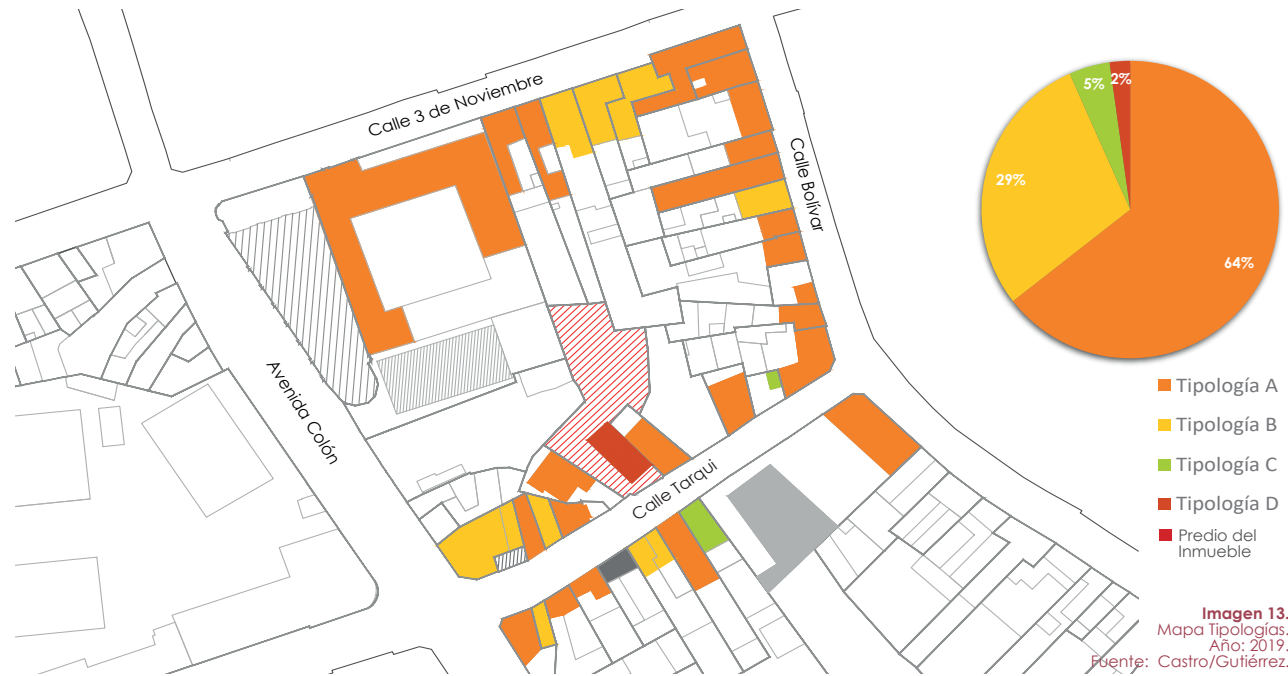 Calle 3 de Noviembre
Calle Bolívar
Avenida Colón
Calle Tarqui
5%
2%
29%
64%
Tipología A
Tipología B
Tipología C
Tipología D
Predio del
Inmueble
Imagen 13.
Mapa Tipologías.
Año: 2019.
Fuente: Castro/Gutiérrez.